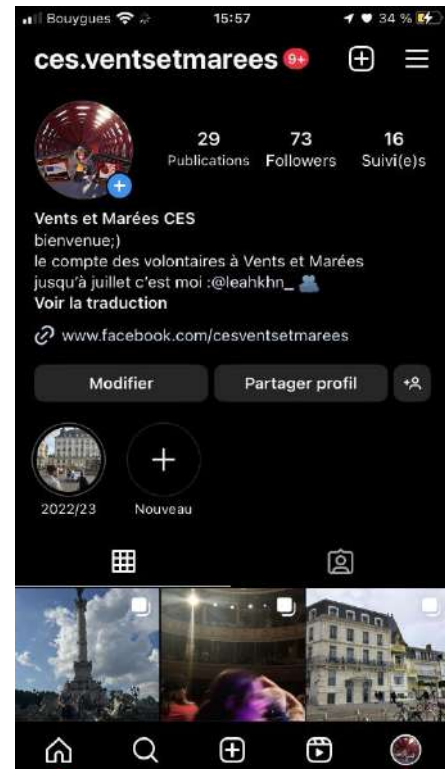 Bouygues 15:57 34 %
ces.ventsetmarees 9+
29 73 16
Publications Followers Suivi(e)s
Vents et Marées CES
bienvenue;)
le compte des volontaires à Vents et Marées
jusqu'à juillet c'est moi :@leahkhn_
Voir la traduction
www.facebook.com/cesventsetmarees
Modifier Partager profil
2022/23 Nouveau